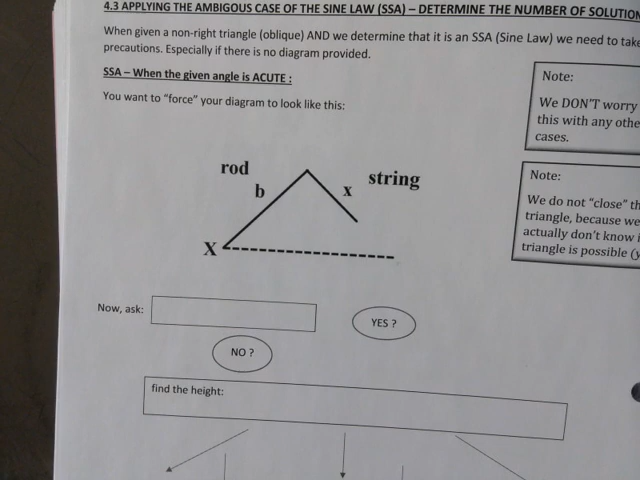 4.3 APPLYING THE AMBIGOUS CASE OF THE SINE LAW (SSA) – DETERMINE THE NUMBER OF
When given a non-right triangle (oblique) AND we determine that it is an SSA (Sine Law) we need to take
precautions. Especially if there is no diagram provided.
SSA – When the given angle is ACUTE :
You want to "force" your diagram to look like this:
Note:
We DON'T worry
this with any
cases.
Note:
We do not "close"
triangle, because we
actually don't know
triangle is possible
rod
b
x
string
X
Now, ask:
YES ?
NO ?
find the height: